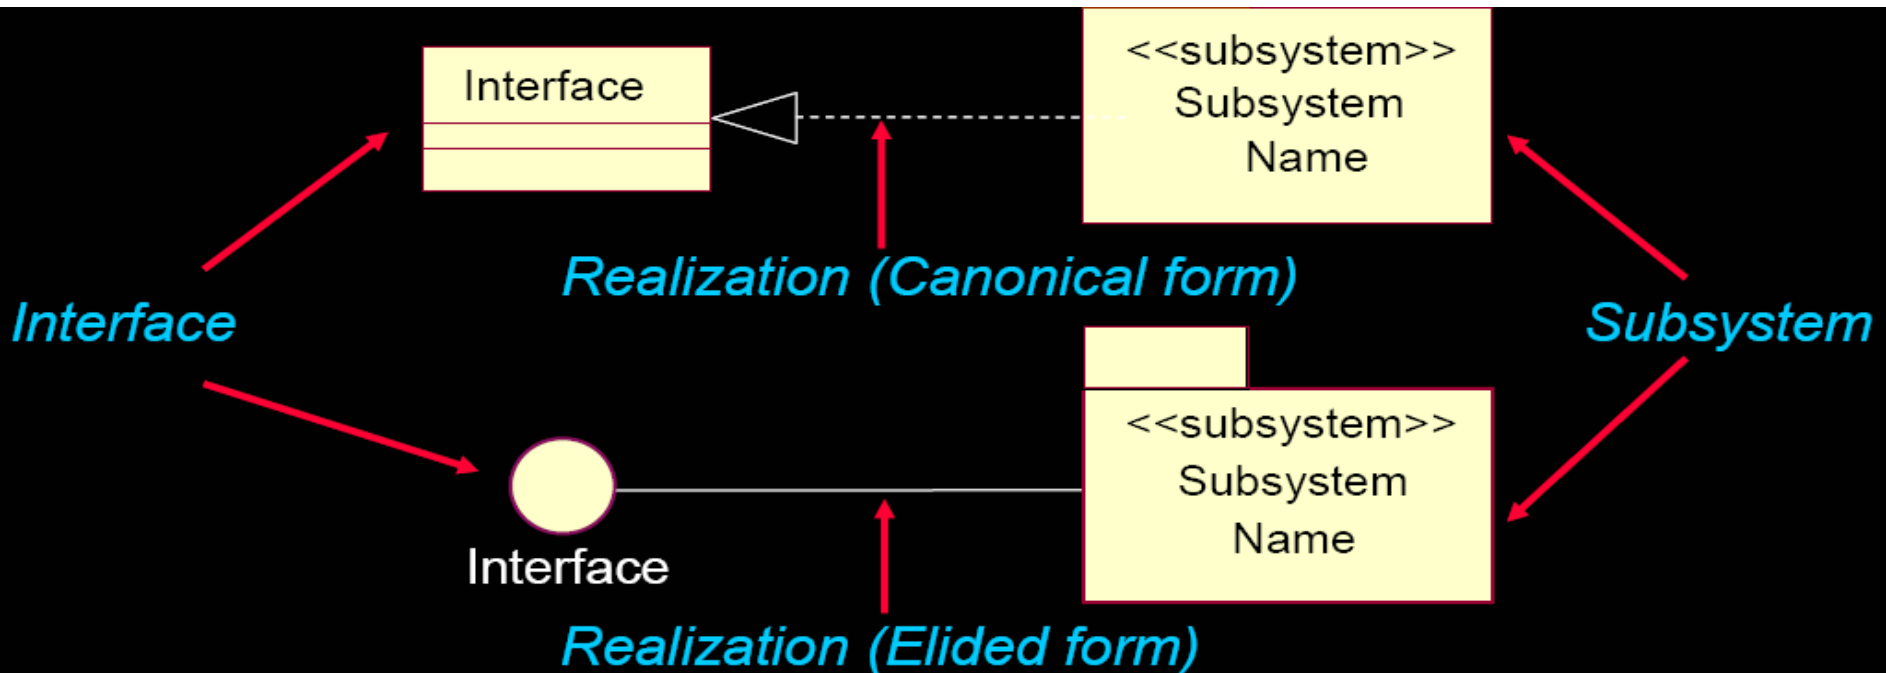 Interface
<<subsystem>>
Subsystem
Name
Realization (Canonical form)
Interface
Subsystem
<<subsystem>>
Subsystem
Name
Interface
Realization (Elided form)